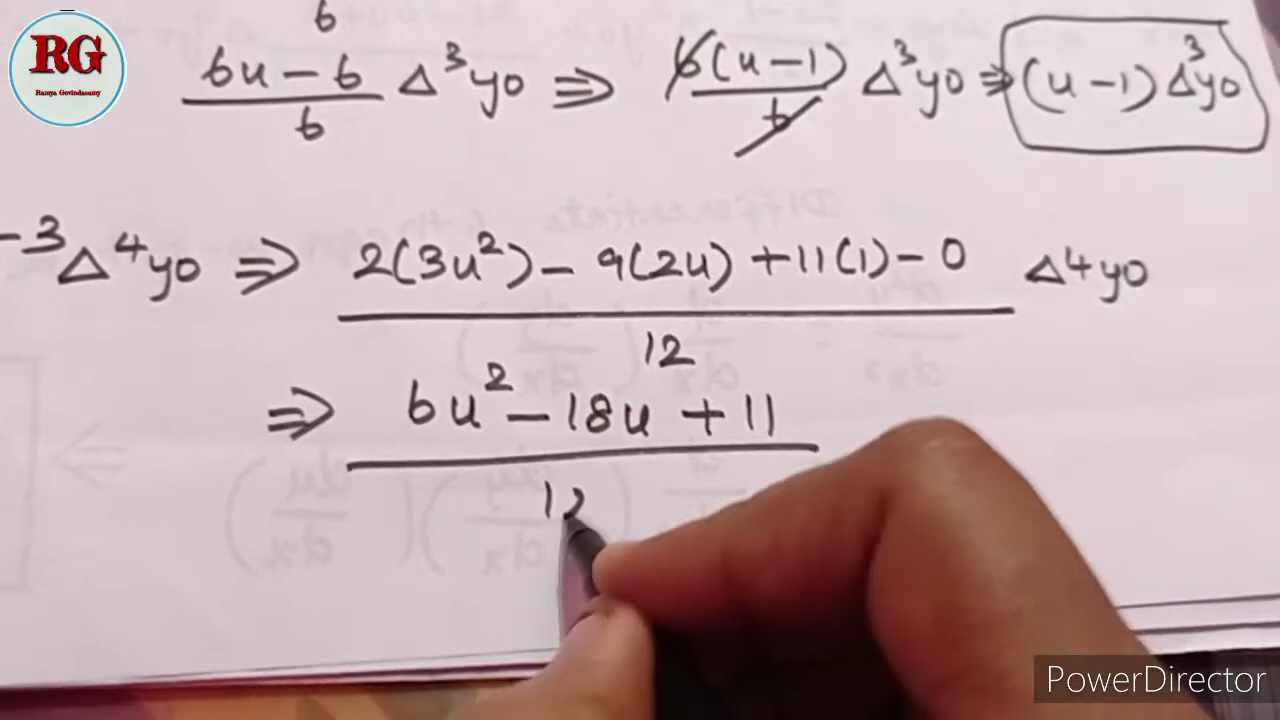 RG
Ramya Govindasamy
6
6u - 6 / 6 Δ³y0 ⇒ 6(u-1) / 6 Δ³y0 ⇒ (u-1) Δ³y0
-3 Δ⁴y0 ⇒ 2(3u²) - 9(2u) + 11(1) - 0 / 12 Δ⁴y0
⇒ 6u² - 18u + 11 / 12
PowerDirector